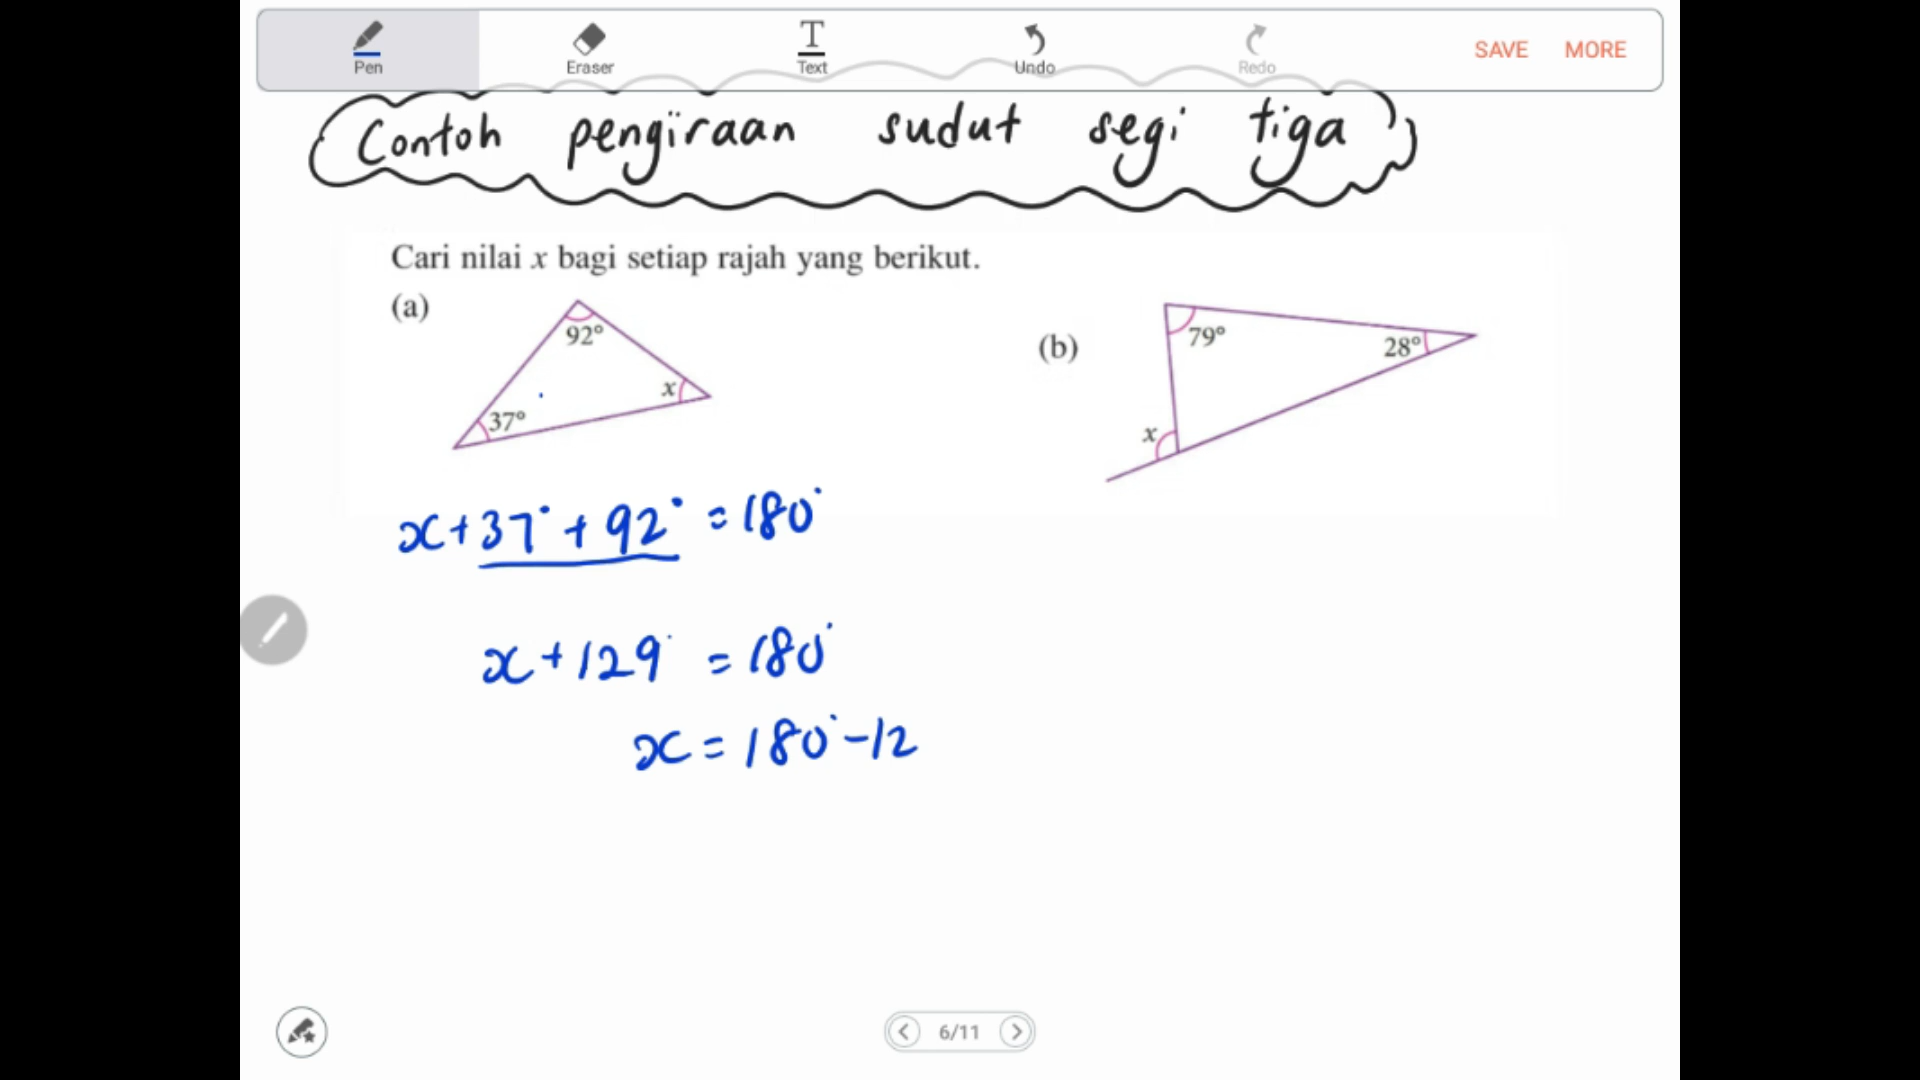 Pen Eraser Text Undo Redo SAVE MORE
Contoh pengiraan sudut segi tiga
Cari nilai x bagi setiap rajah yang berikut.
(a)
92°
x
37°
(b)
79°
28°
x
x+37°+92° = 180°
x+129° = 180°
x = 180° -12
6/11